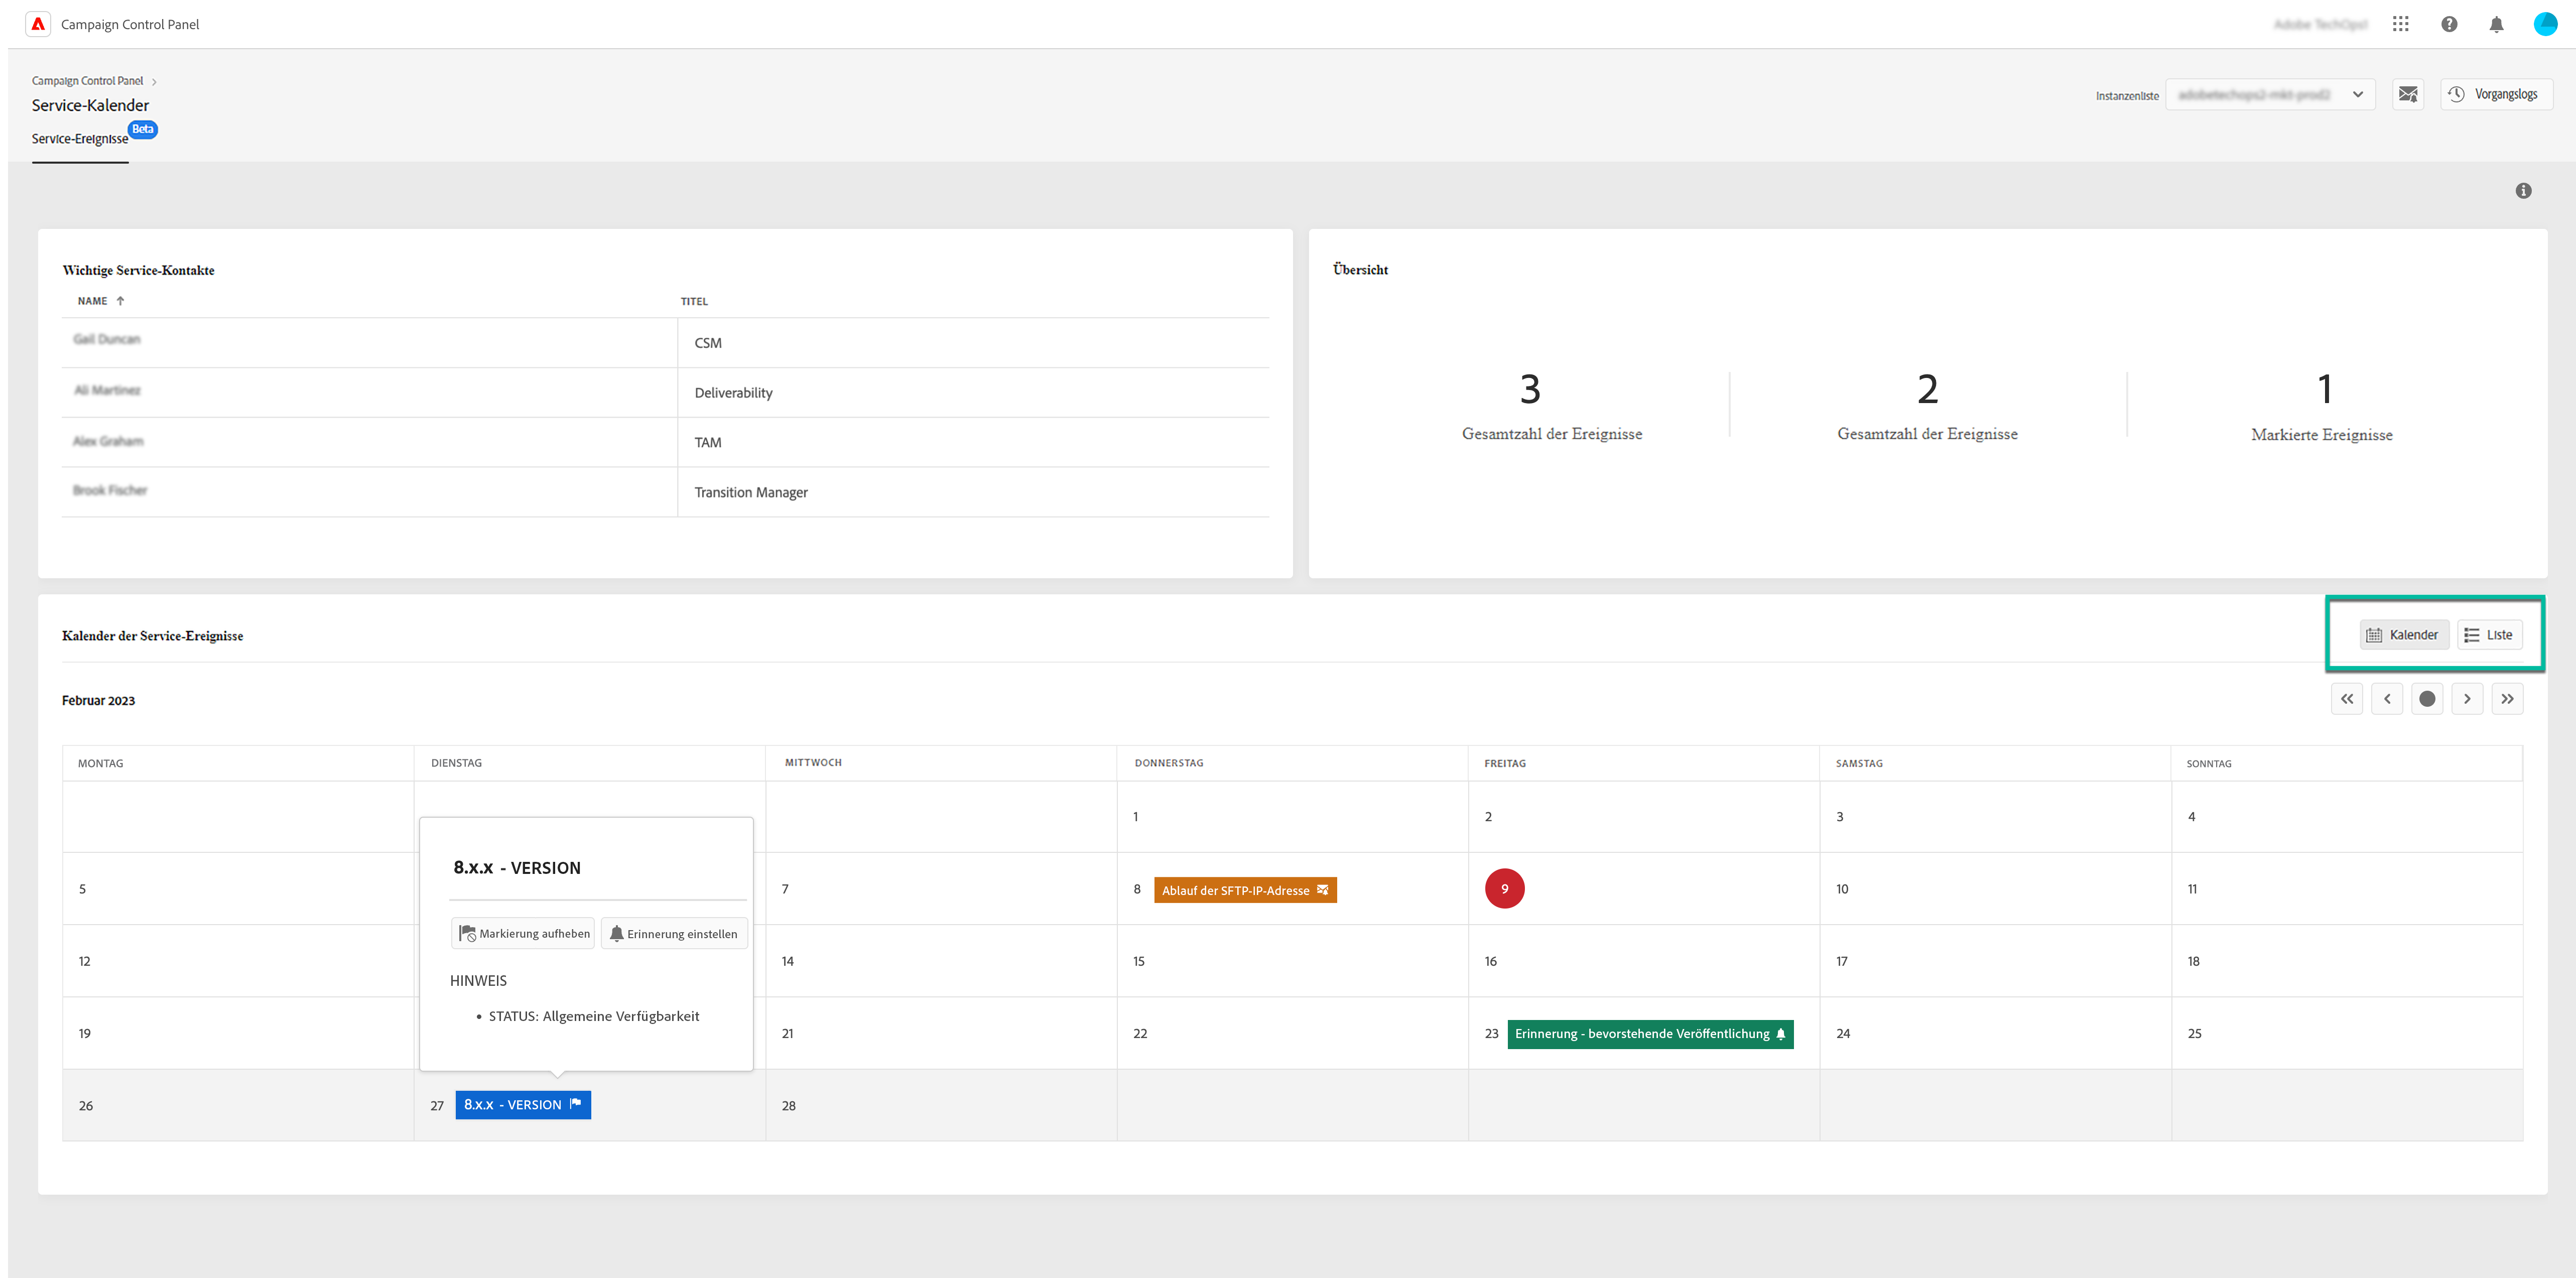 Campaign Control Panel
Campaign Control Panel
Service-Kalender
Service-Ereignisse Beta
Instanzenliste
Vorgangslogs
Wichtige Service-Kontakte
NAME TITEL
Gail Duncan CSM
Ali Martinez Deliverability
Alex Graham TAM
Brook Fischer Transition Manager
Übersicht
3 2 1
Gesamtzahl der Ereignisse Gesamtzahl der Ereignisse Markierte Ereignisse
Kalender der Service-Ereignisse
Kalender Liste
Februar 2023
MONTAG DIENSTAG MITTWOCH DONNERSTAG FREITAG SAMSTAG SONNTAG
1 2 3 4
5 7 8 Ablauf der SFTP-IP-Adresse 9 10 11
12 14 15 16 17 18
19 21 22 23 Erinnerung - bevorstehende Veröffentlichung 24 25
26 27 8.x.x - VERSION 28
8.x.x - VERSION
Markierung aufheben Erinnerung einstellen
HINWEIS
• STATUS: Allgemeine Verfügbarkeit